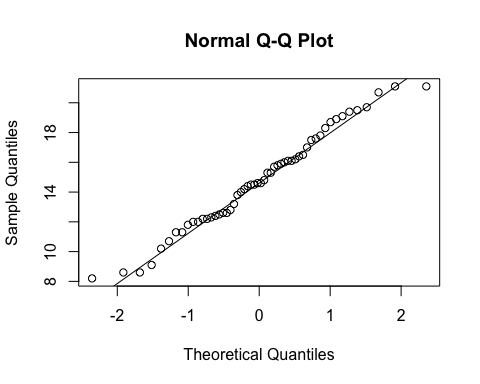 Normal Q-Q Plot
Sample Quantiles
18
14
10
8
-2 -1 0 1 2
Theoretical Quantiles